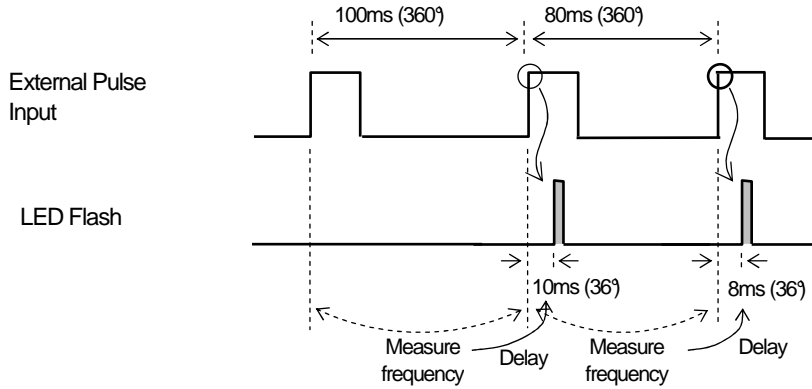 100ms (360°)
80ms (360°)
External Pulse
Input
LED Flash
10ms (36°)
8ms (36°)
Measure
frequency
Delay
Measure
frequency
Delay